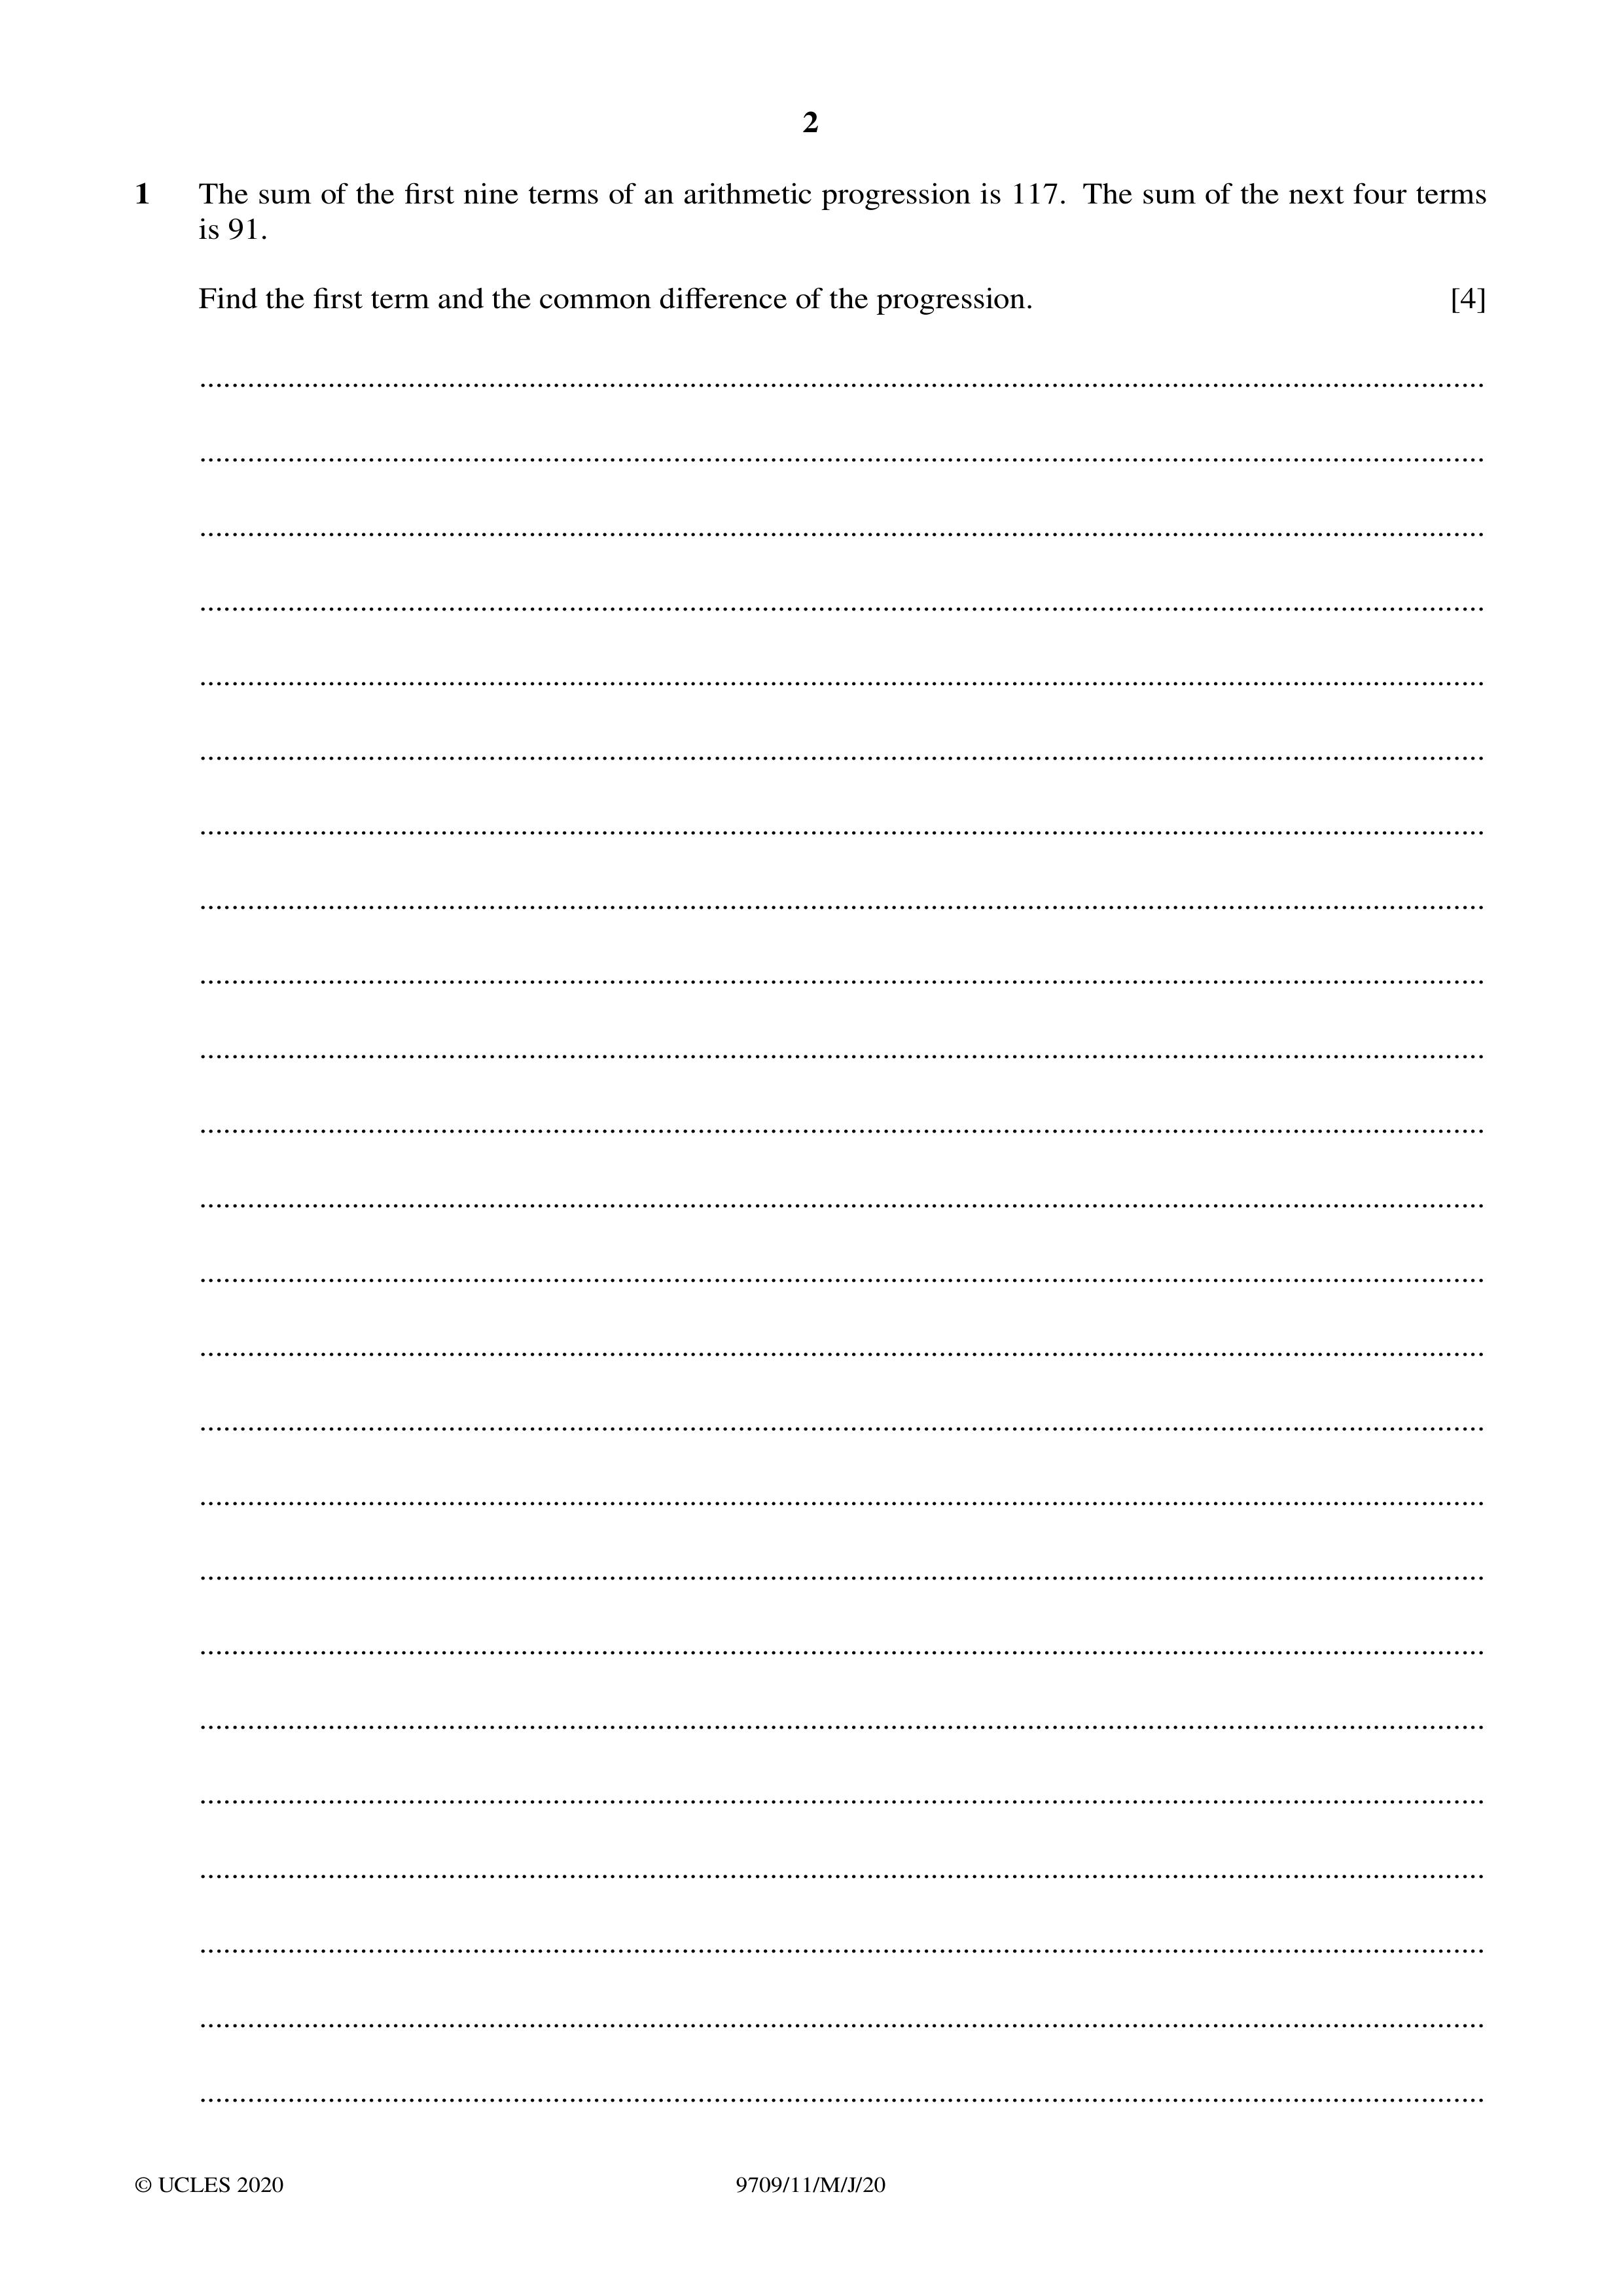 2
1 The sum of the first nine terms of an arithmetic progression is 117. The sum of the next four terms
is 91.
Find the first term and the common difference of the progression. [4]
© UCLES 2020 9709/11/M/J/20